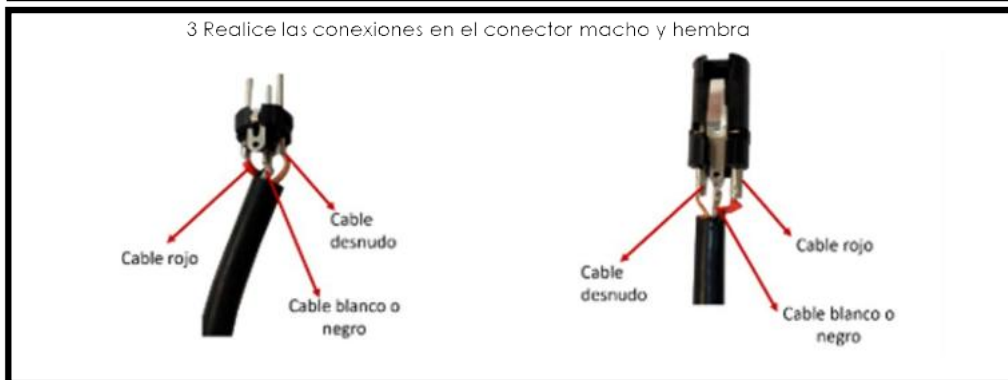 3 Realice las conexiones en el conector macho y hembra
Cable rojo
Cable
desnudo
Cable blanco o
negro
Cable
desnudo
Cable rojo
Cable blanco o
negro